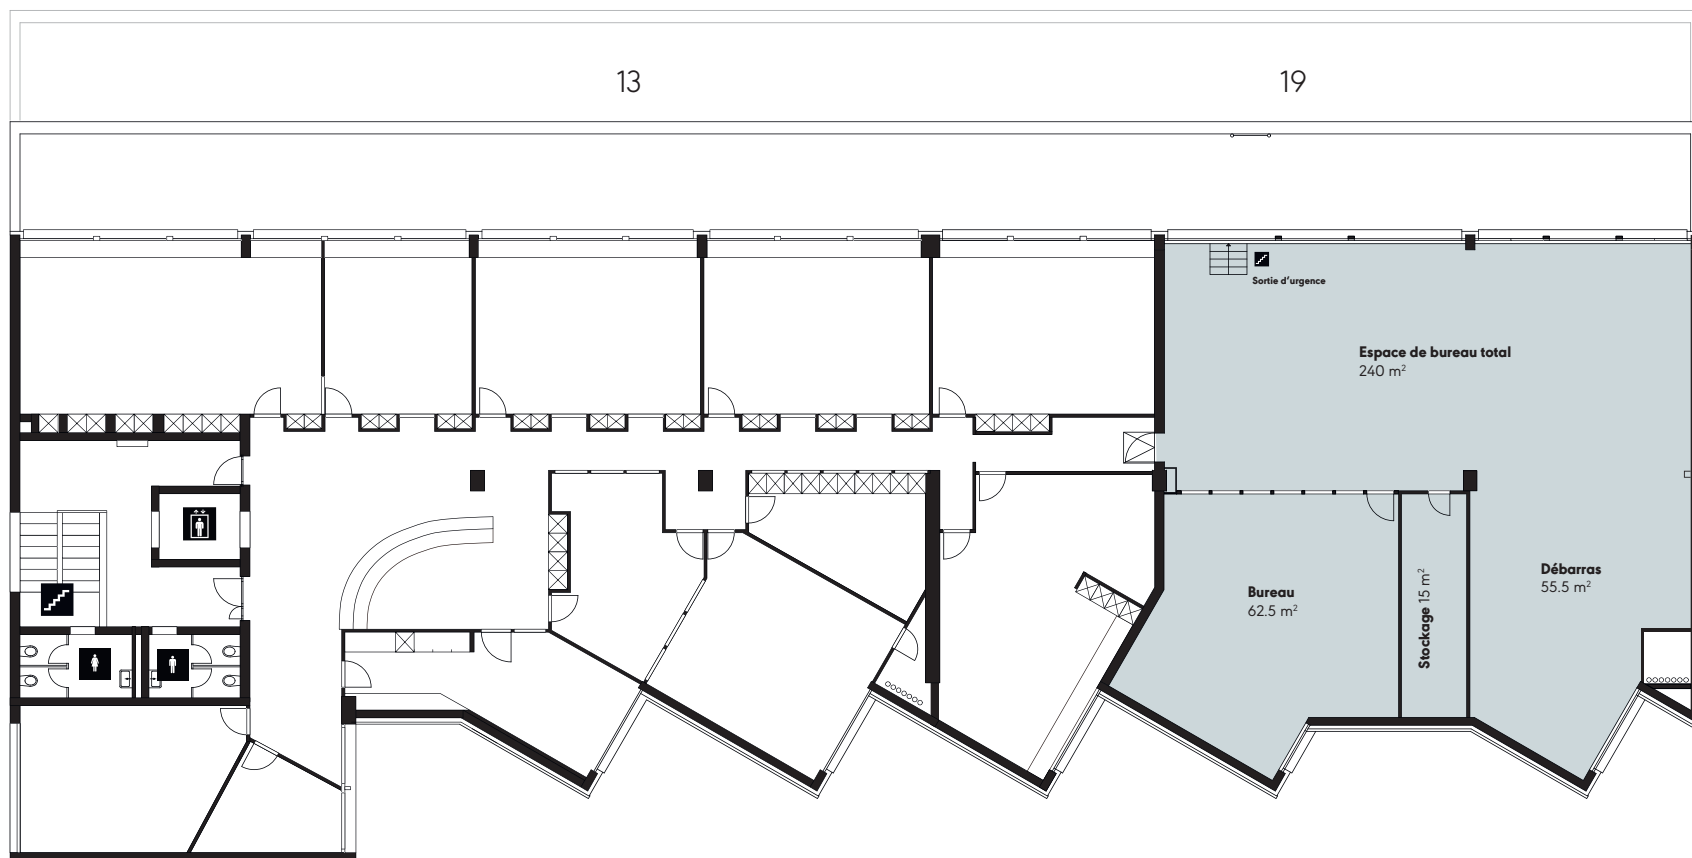 13
19
Sortie d'urgence
Espace de bureau total
240 m²
Bureau
62.5 m²
Stockage 15 m²
Débarras
55.5 m²